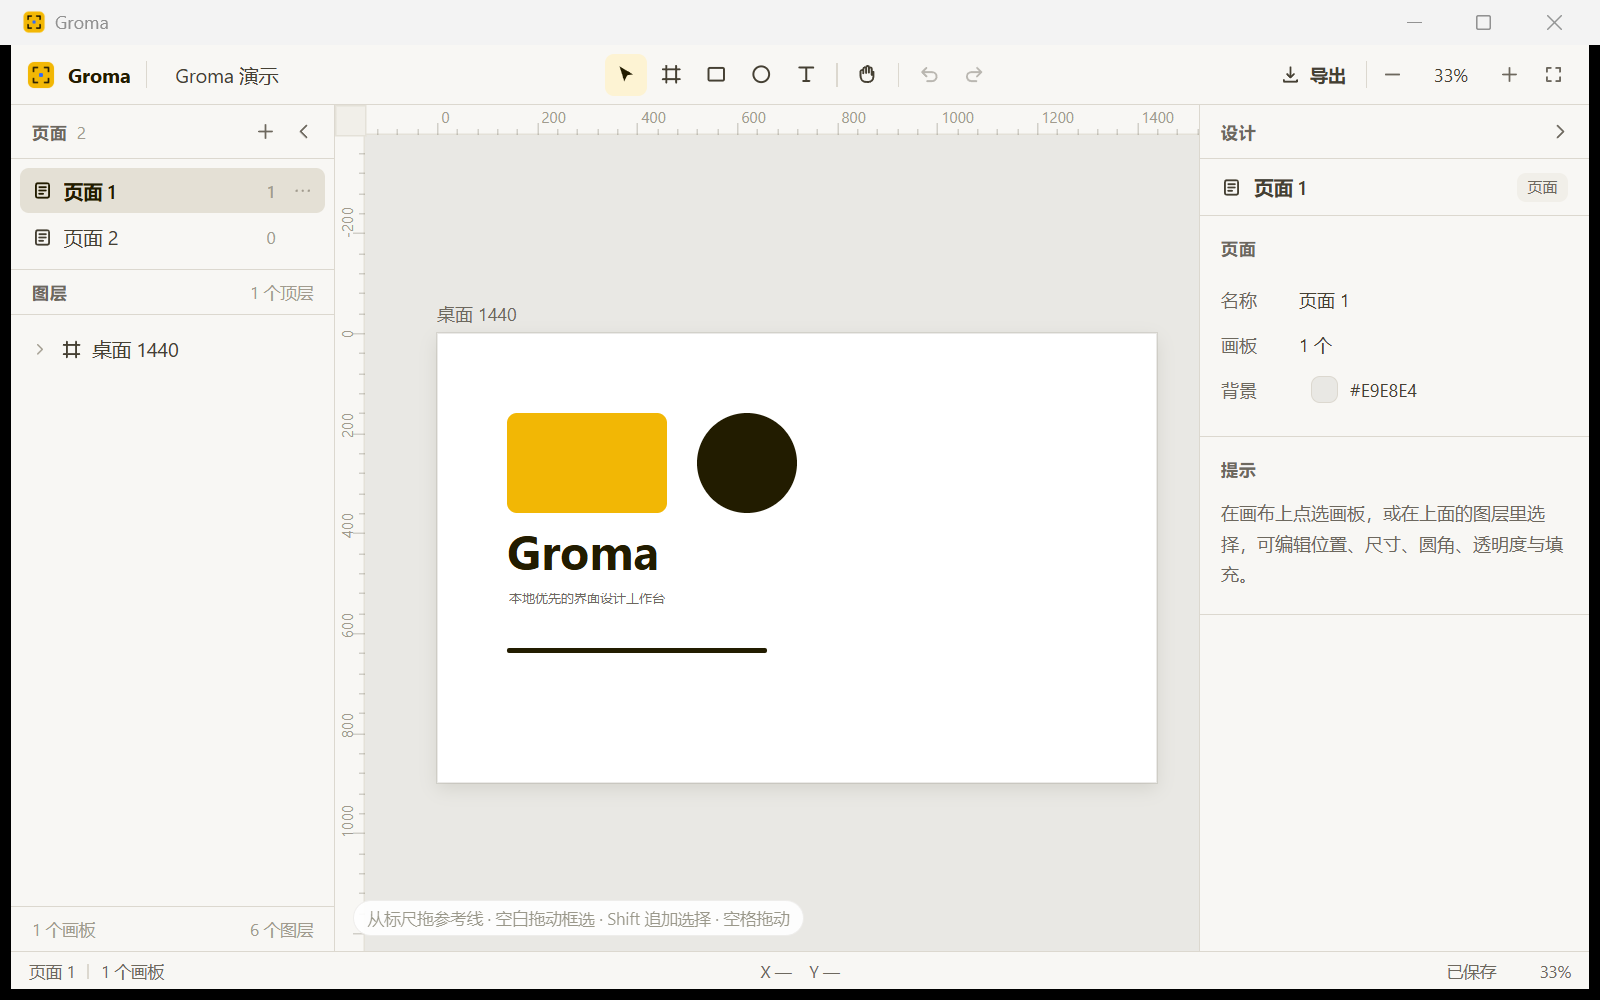 Groma
Groma
Groma 演示
导出
33%
页面 2
页面 1
1
页面 2
0
图层
1 个顶层
桌面 1440
1 个画板
6 个图层
0
200
400
600
800
1000
1200
1400
-200
0
200
400
600
800
1000
桌面 1440
Groma
本地优先的界面设计工作台
从标尺拖参考线 · 空白拖动框选 · Shift 追加选择 · 空格拖动
设计
页面 1
页面
页面
名称
页面 1
画板
1 个
背景
#E9E8E4
提示
在画布上点选画板，或在上面的图层里选
择，可编辑位置、尺寸、圆角、透明度与填
充。
页面 1
1 个画板
X —
Y —
已保存
33%